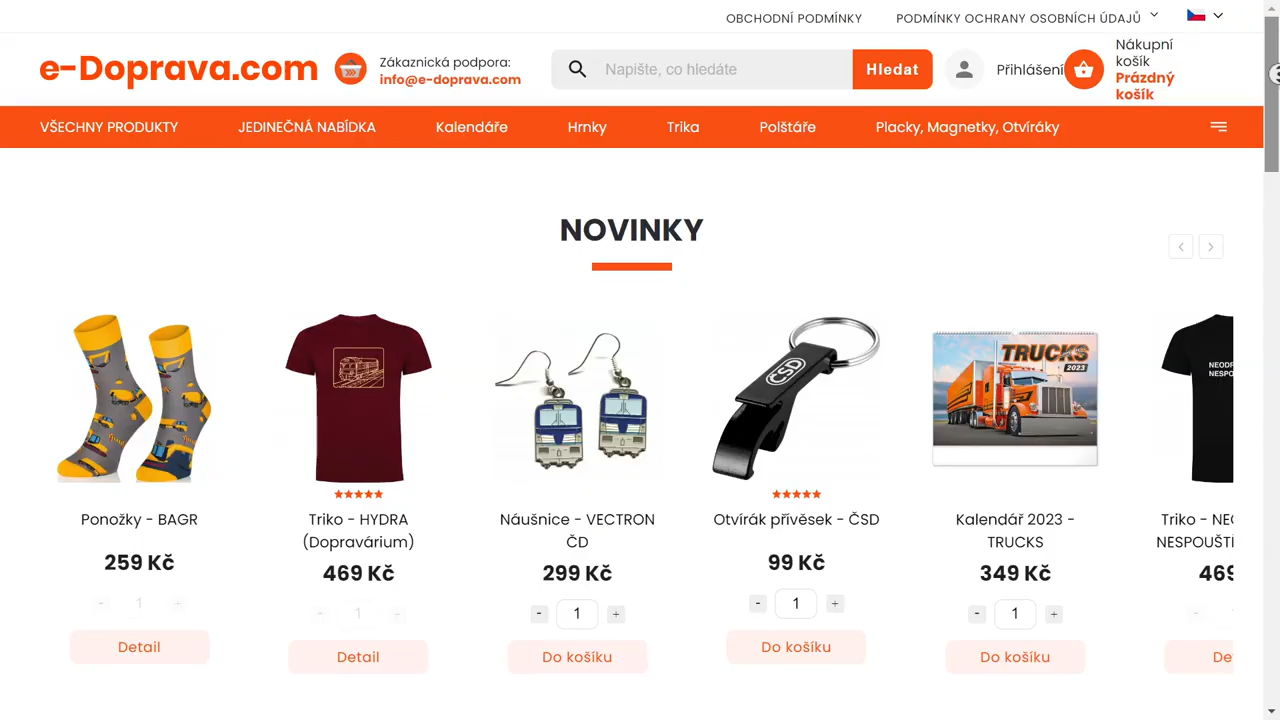 OBCHODNÍ PODMÍNKY
PODMÍNKY OCHRANY OSOBNÍCH ÚDAJŮ
e-Doprava.com
Zákaznická podpora:
info@e-doprava.com
Napište, co hledáte
Hledat
Přihlášení
Nákupní
košík
Prázdný
košík
VŠECHNY PRODUKTY
JEDINEČNÁ NABÍDKA
Kalendáře
Hrnky
Trika
Polštáře
Placky, Magnetky, Otvíráky
NOVINKY
ČSD
TRUCKS
2023
NEODP
NESPO
Ponožky - BAGR
259 Kč
- 1 +
Detail
Triko - HYDRA
(Dopravárium)
469 Kč
- 1 +
Detail
Náušnice - VECTRON
ČD
299 Kč
- 1 +
Do košíku
Otvírák přívěsek - ČSD
99 Kč
- 1 +
Do košíku
Kalendář 2023 -
TRUCKS
349 Kč
- 1 +
Do košíku
Triko - NEO
NESPOUŠTĚ
469
-
De